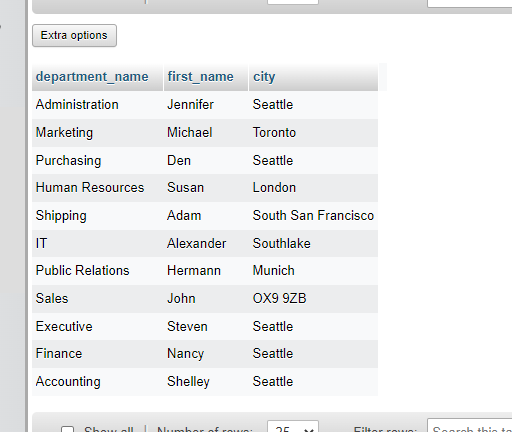 Extra options
department_name first_name city
Administration Jennifer Seattle
Marketing Michael Toronto
Purchasing Den Seattle
Human Resources Susan London
Shipping Adam South San Francisco
IT Alexander Southlake
Public Relations Hermann Munich
Sales John OX9 9ZB
Executive Steven Seattle
Finance Nancy Seattle
Accounting Shelley Seattle
Show all Number of rows: 25 Filter rows: Search this